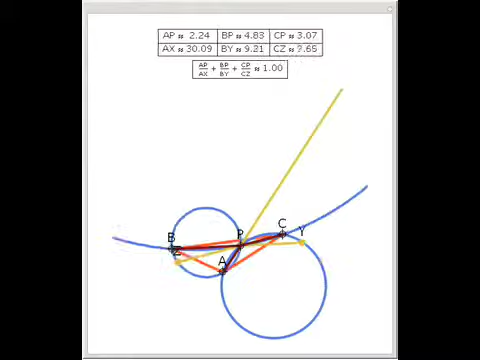 AP ≈ 2.24 BP ≈ 4.83 CP ≈ 3.07
AX ≈ 30.09 BY ≈ 9.21 CZ ≈ 7.65
AP/AX + BP/BY + CP/CZ ≈ 1.00
C
Y
B
P
Z
A